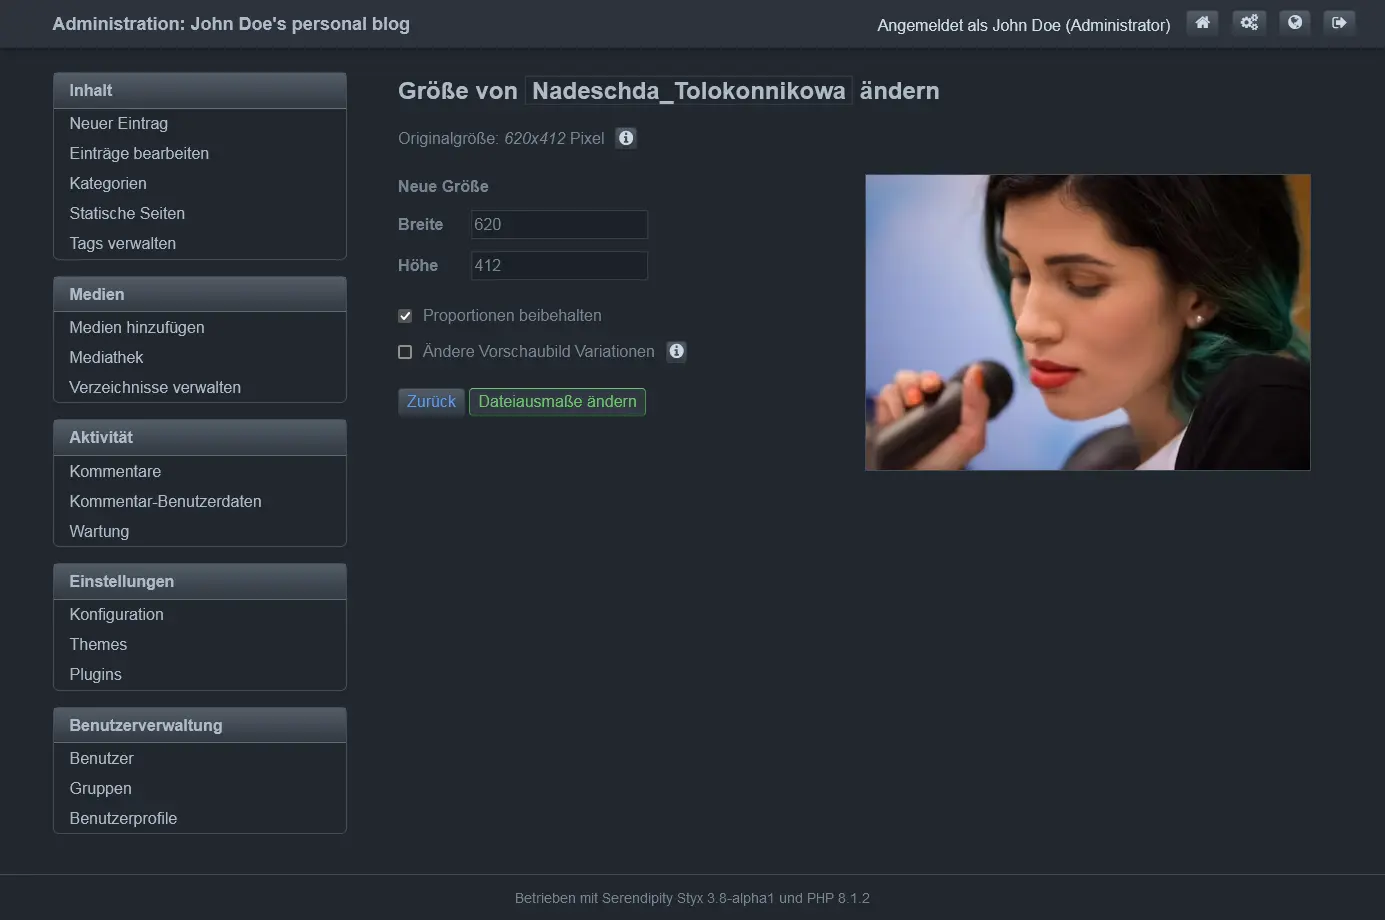 Administration: John Doe's personal blog
Angemeldet als John Doe (Administrator)
Inhalt
Neuer Eintrag
Einträge bearbeiten
Kategorien
Statische Seiten
Tags verwalten
Medien
Medien hinzufügen
Mediathek
Verzeichnisse verwalten
Aktivität
Kommentare
Kommentar-Benutzerdaten
Wartung
Einstellungen
Konfiguration
Themes
Plugins
Benutzerverwaltung
Benutzer
Gruppen
Benutzerprofile
Größe von Nadeschda_Tolokonnikowa ändern
Originalgröße: 620x412 Pixel
Neue Größe
Breite 620
Höhe 412
Proportionen beibehalten
Ändere Vorschaubild Variationen
Zurück Dateiausmaße ändern
Betrieben mit Serendipity Styx 3.8-alpha1 und PHP 8.1.2